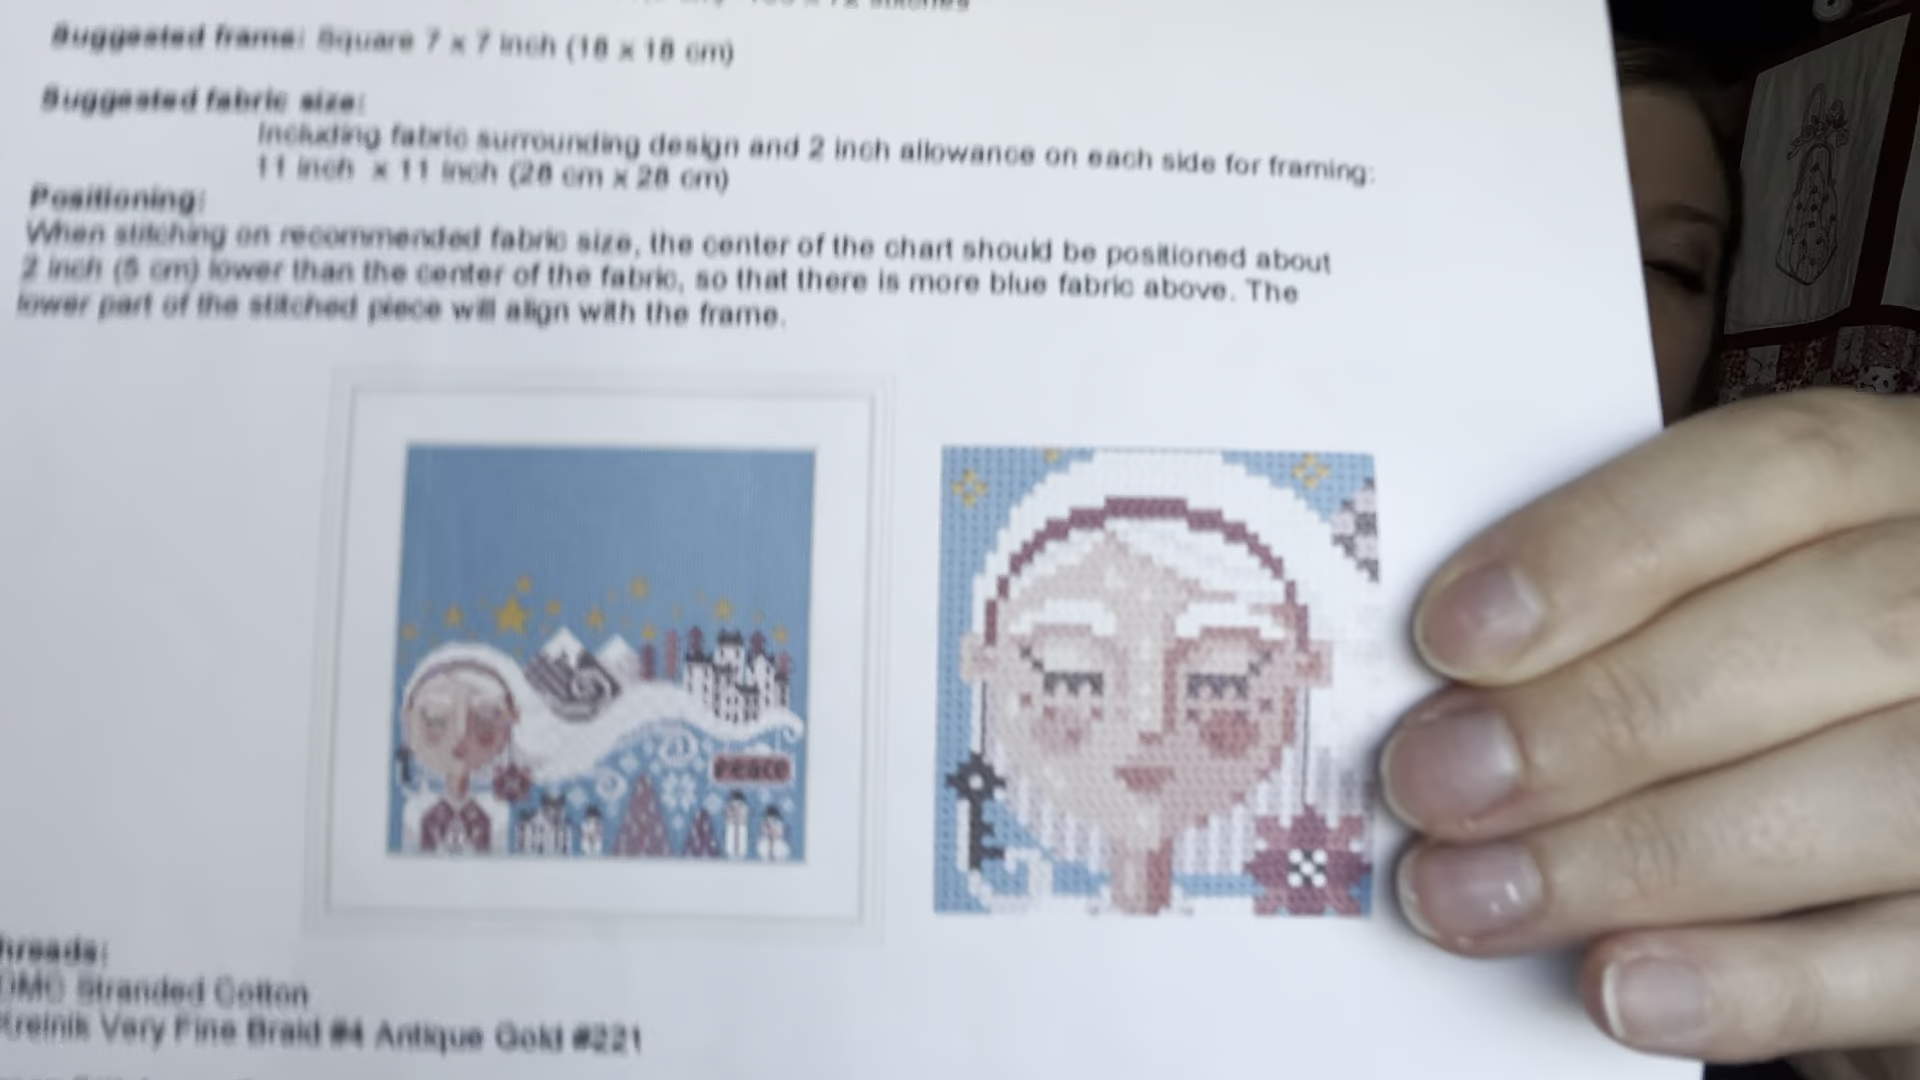 stitches
Suggested frame: Square 7 x 7 inch (18 x 18 cm)
Suggested fabric size:
Including fabric surrounding design and 2 inch allowance on each side for framing:
11 inch x 11 inch (28 cm x 28 cm)
Positioning:
When stitching on recommended fabric size, the center of the chart should be positioned about
2 inch (5 cm) lower than the center of the fabric, so that there is more blue fabric above. The
lower part of the stitched piece will align with the frame.
Peace
hreads:
DMC Stranded Cotton
Kreinik Very Fine Braid #4 Antique Gold #221